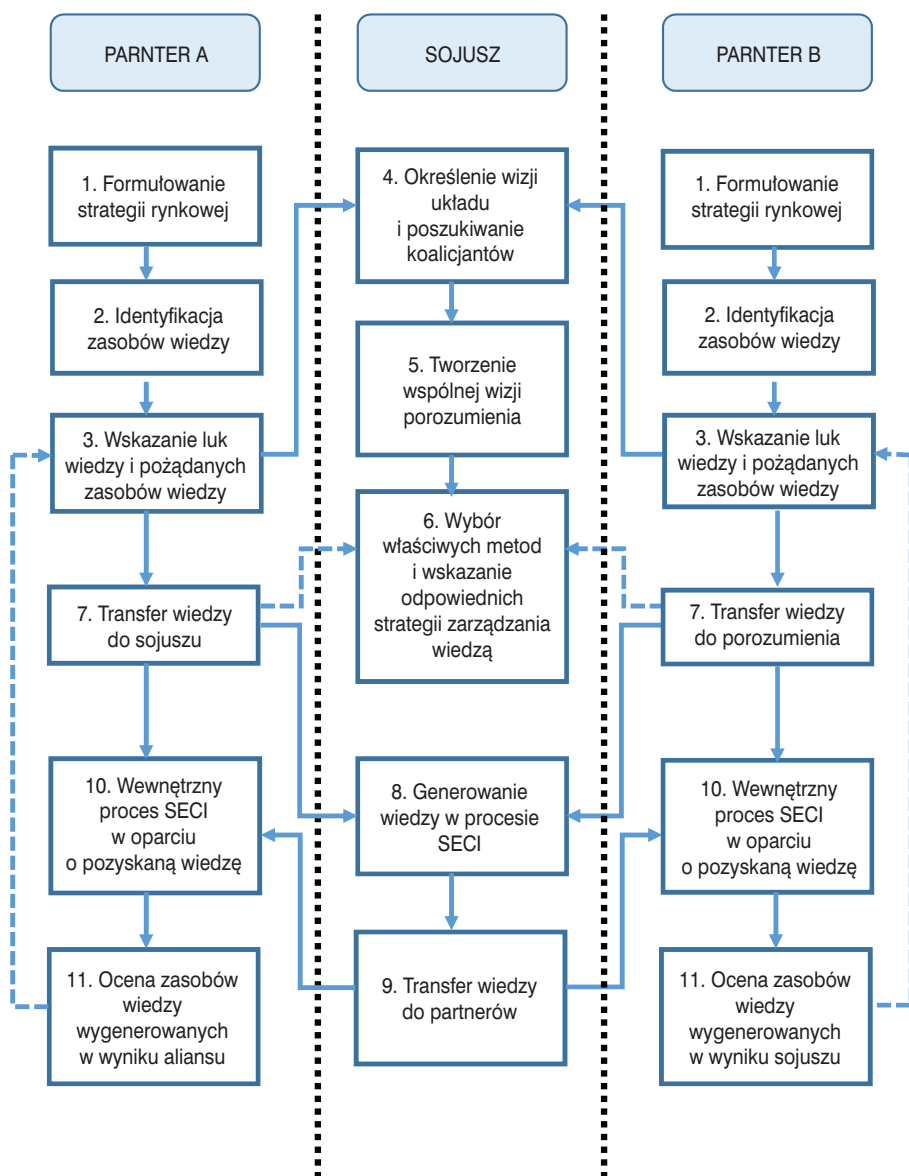 PARNTER A
SOJUSZ
PARNTER B
1. Formułowanie
strategii rynkowej
2. Identyfikacja
zasobów wiedzy
3. Wskazanie luk
wiedzy i pożądanych
zasobów wiedzy
7. Transfer wiedzy
do sojuszu
10. Wewnętrzny
proces SECI
w oparciu
o pozyskaną wiedzę
11. Ocena zasobów
wiedzy
wygenerowanych
w wyniku aliansu
4. Określenie wizji
układu
i poszukiwanie
koalicjantów
5. Tworzenie
wspólnej wizji
porozumienia
6. Wybór
właściwych metod
i wskazanie
odpowiednich
strategii zarządzania
wiedzą
8. Generowanie
wiedzy w procesie
SECI
9. Transfer wiedzy
do partnerów
1. Formułowanie
strategii rynkowej
2. Identyfikacja
zasobów wiedzy
3. Wskazanie luk
wiedzy i pożądanych
zasobów wiedzy
7. Transfer wiedzy
do porozumienia
10. Wewnętrzny
proces SECI
w oparciu
o pozyskaną wiedzę
11. Ocena zasobów
wiedzy
wygenerowanych
w wyniku sojuszu